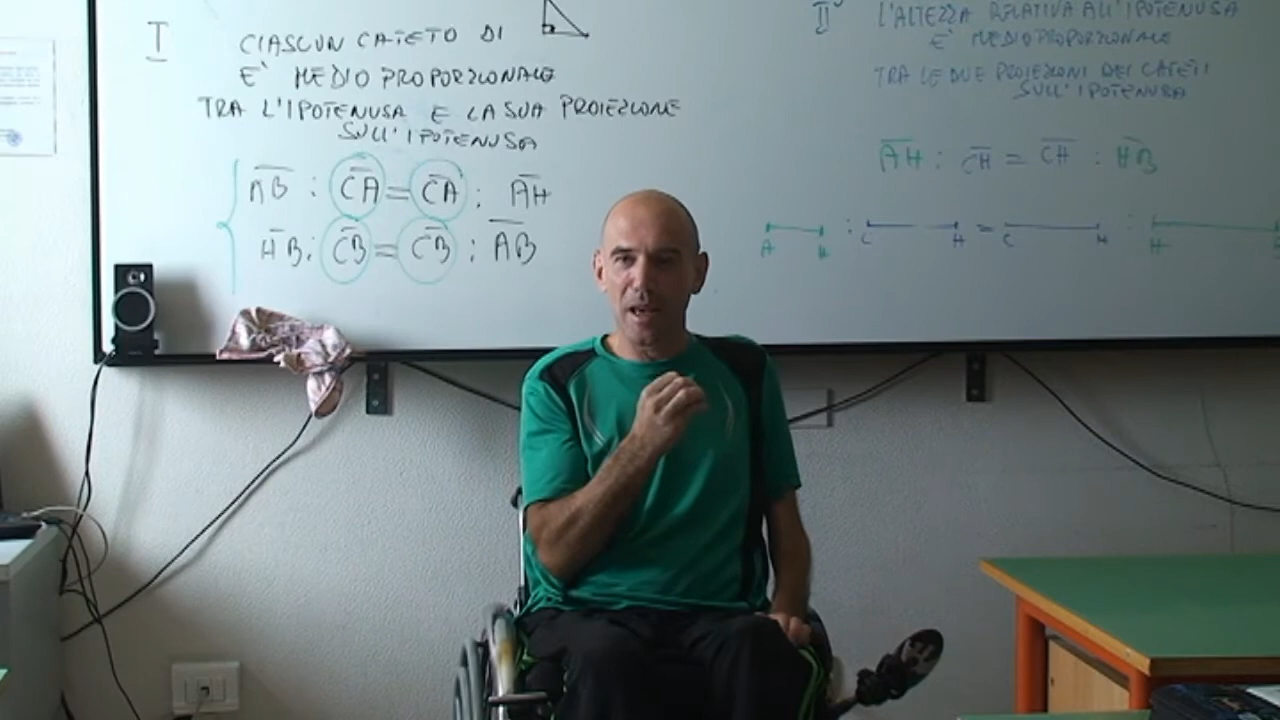 I
CIASCUN CATETO DI
E' MEDIO PROPORZIONALE
TRA L'IPOTENUSA E LA SUA PROIEZIONE
SULL'IPOTENUSA
AB : CA = CA : AH
HB : CB = CB : AB
II°
L'ALTEZZA RELATIVA ALL'IPOTENUSA
E' MEDIO PROPORZIONALE
TRA LE DUE PROIEZIONI DEI CATETI
SULL'IPOTENUSA
AH : CH = CH : HB
: = :
A H C H C H H